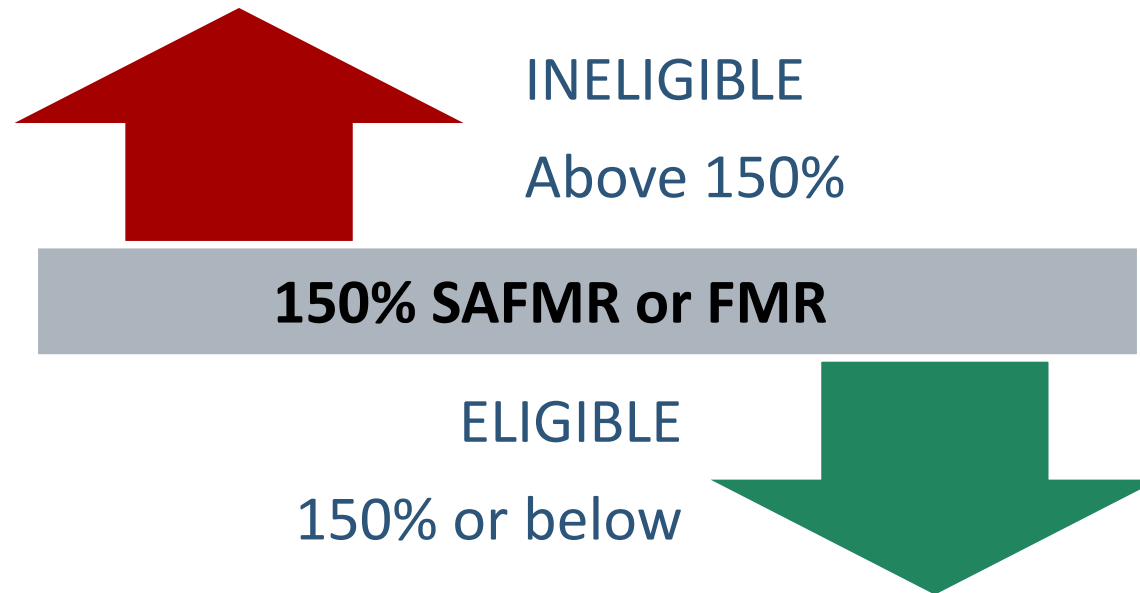 INELIGIBLE
Above 150%
150% SAFMR or FMR
ELIGIBLE
150% or below